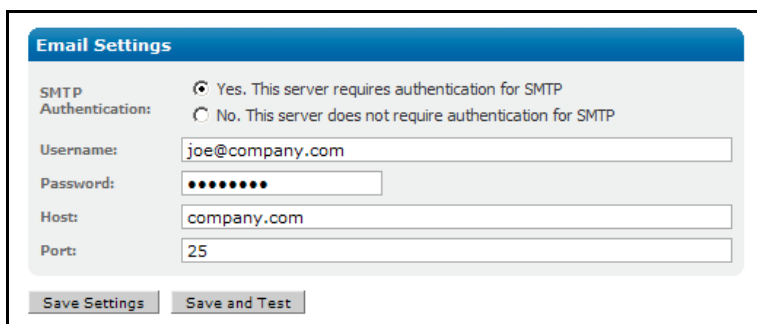 Email Settings
SMTP
Authentication:
Yes. This server requires authentication for SMTP
No. This server does not require authentication for SMTP
Username:
joe@company.com
Password:
••••••••
Host:
company.com
Port:
25
Save Settings
Save and Test